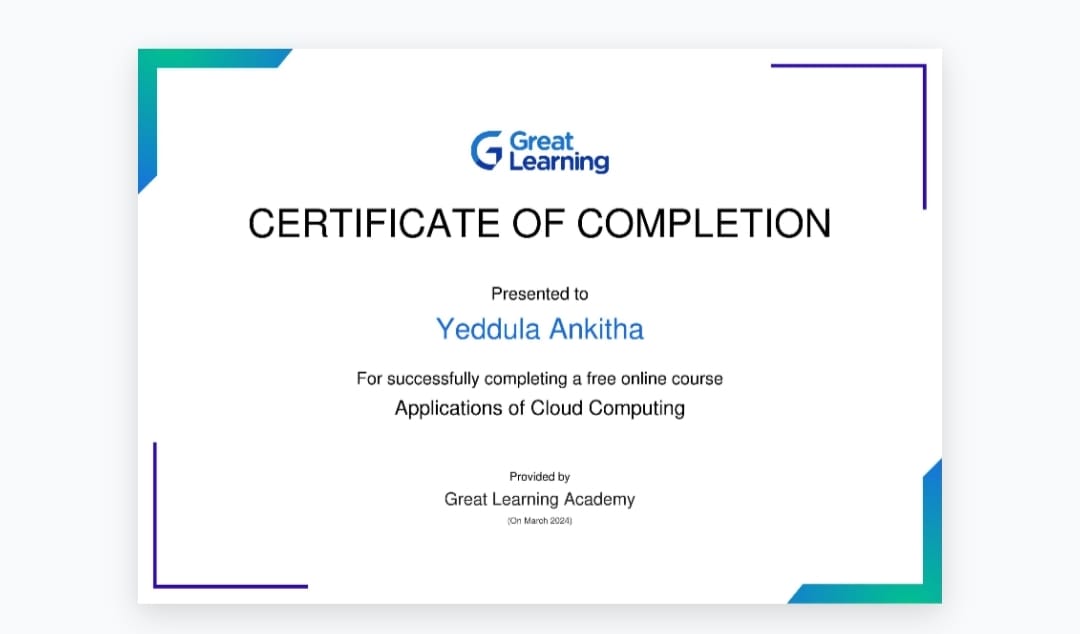 Great
Learning
CERTIFICATE OF COMPLETION
Presented to
Yeddula Ankitha
For successfully completing a free online course
Applications of Cloud Computing
Provided by
Great Learning Academy
(On March 2024)